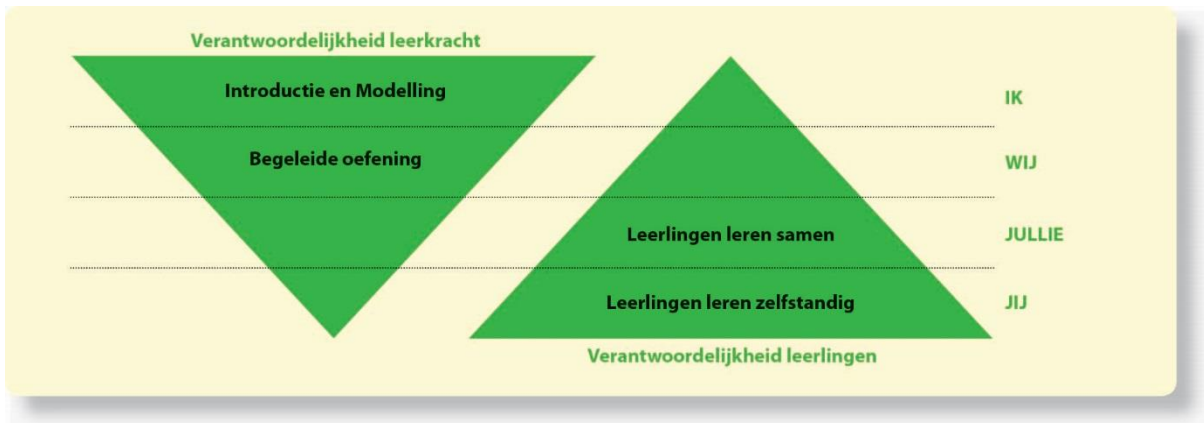 Verantwoordelijkheid leerkracht
Introductie en Modelling
IK
Begeleide oefening
WIJ
Leerlingen leren samen
JULLIE
Leerlingen leren zelfstandig
JIJ
Verantwoordelijkheid leerlingen